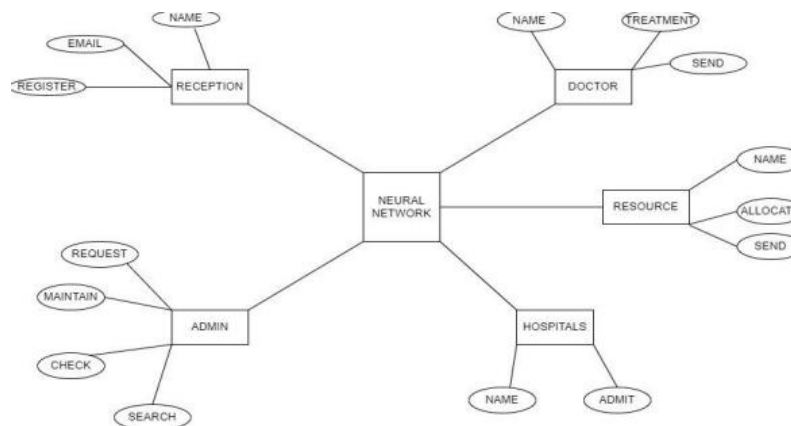 NAME
EMAIL
REGISTER
RECEPTION
NAME
TREATMENT
SEND
DOCTOR
NEURAL
NETWORK
NAME
RESOURCE
ALLOCAT
SEND
REQUEST
MAINTAIN
ADMIN
CHECK
SEARCH
HOSPITALS
NAME
ADMIT